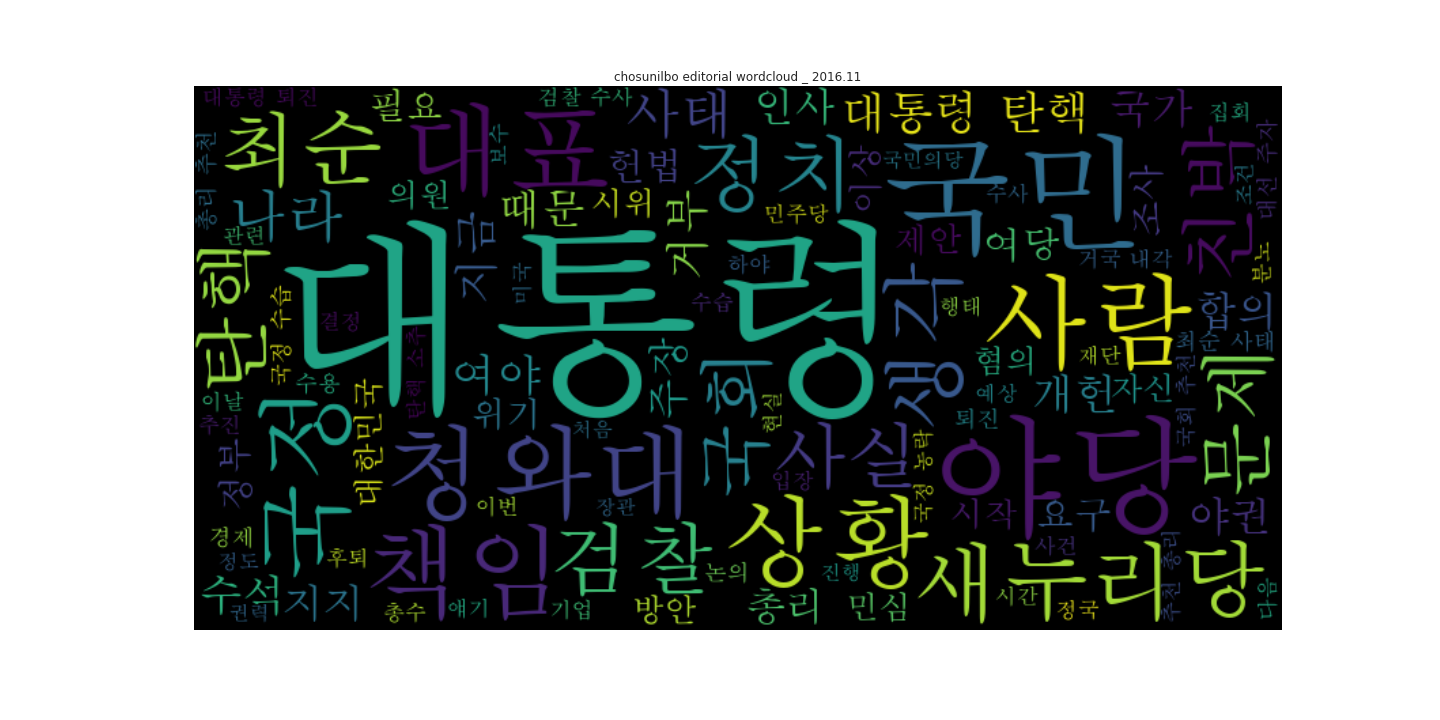 chosunilbo editorial wordcloud _ 2016.11
대통령 퇴진
필요
검찰 수사
사태
인사
대통령 탄핵
국가
집회
최순
대표
보수
헌법
정치
이상
국민의당
국민
수사
조사
친박
조건
대선
주자
추천
총리
나라
관련
의원
때문
시위
거부
민주당
제안
여당
거국 내각
분노
탄핵
대통령
지금
미국
하야
수습
생각
행태
사람
합의
최순 사태
국정 수습
결정
수용
탄핵 소추
여야
주장
국회
혐의
재단
추천
문제
이날
추진
국정
대한민국
위기
처음
현실
예상
개헌
자신
퇴진
국회
정부
청와대
사실
입장
국정 농락
야당
시작
요구
야권
이번
장관
경제
정도
후퇴
책임
검찰
논의
상황
진행
새누리당
사건
추천 총리
다음
수석
권력
지지
총수
얘기
기업
방안
총리
민심
시간
정국